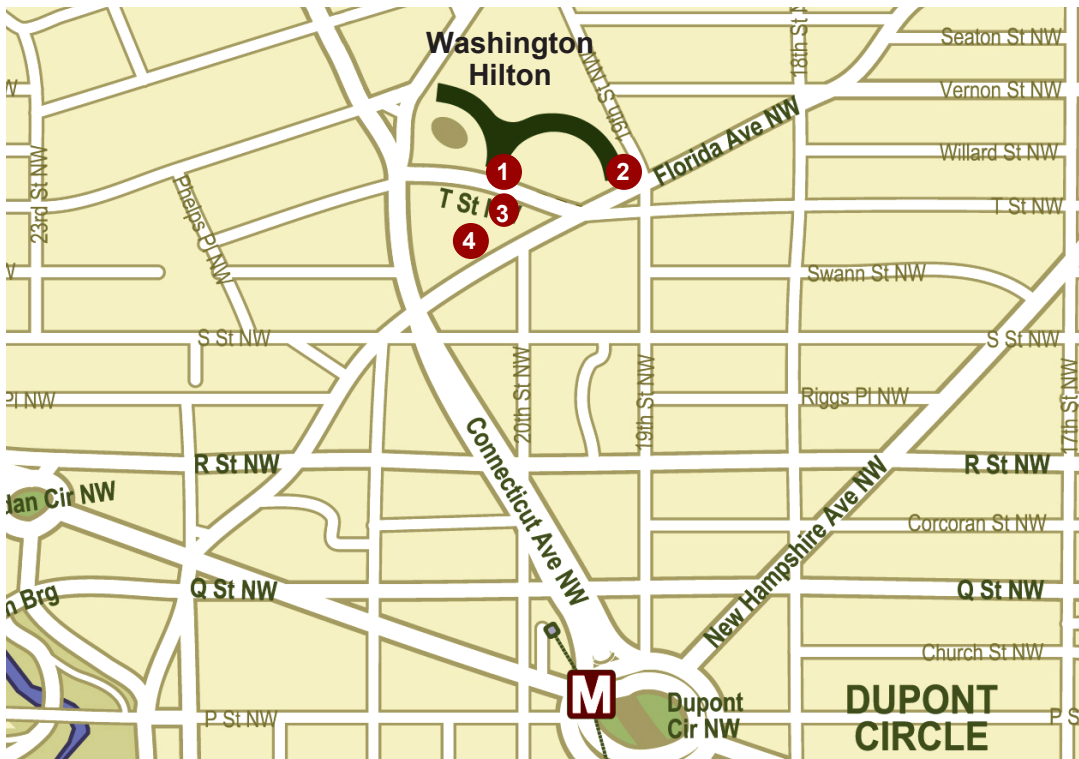 Washington
Hilton
19th St NW
18th St N
Seaton St NW
Vernon St NW
Florida Ave NW
Willard St NW
W
23rd St NW
Phelps Pl NW
1
2
T St N
3
4
T St NW
W
Swann St NW
S St NW
S St NW
20th St NW
19th St NW
17th St NW
Pl NW
Riggs Pl NW
Connecticut Ave NW
R St NW
R St NW
dan Cir NW
New Hampshire Ave NW
Corcoran St NW
Q St NW
Q St NW
n Brg
Church St NW
M
Dupont
Cir NW
DUPONT
CIRCLE
P St NW
P S